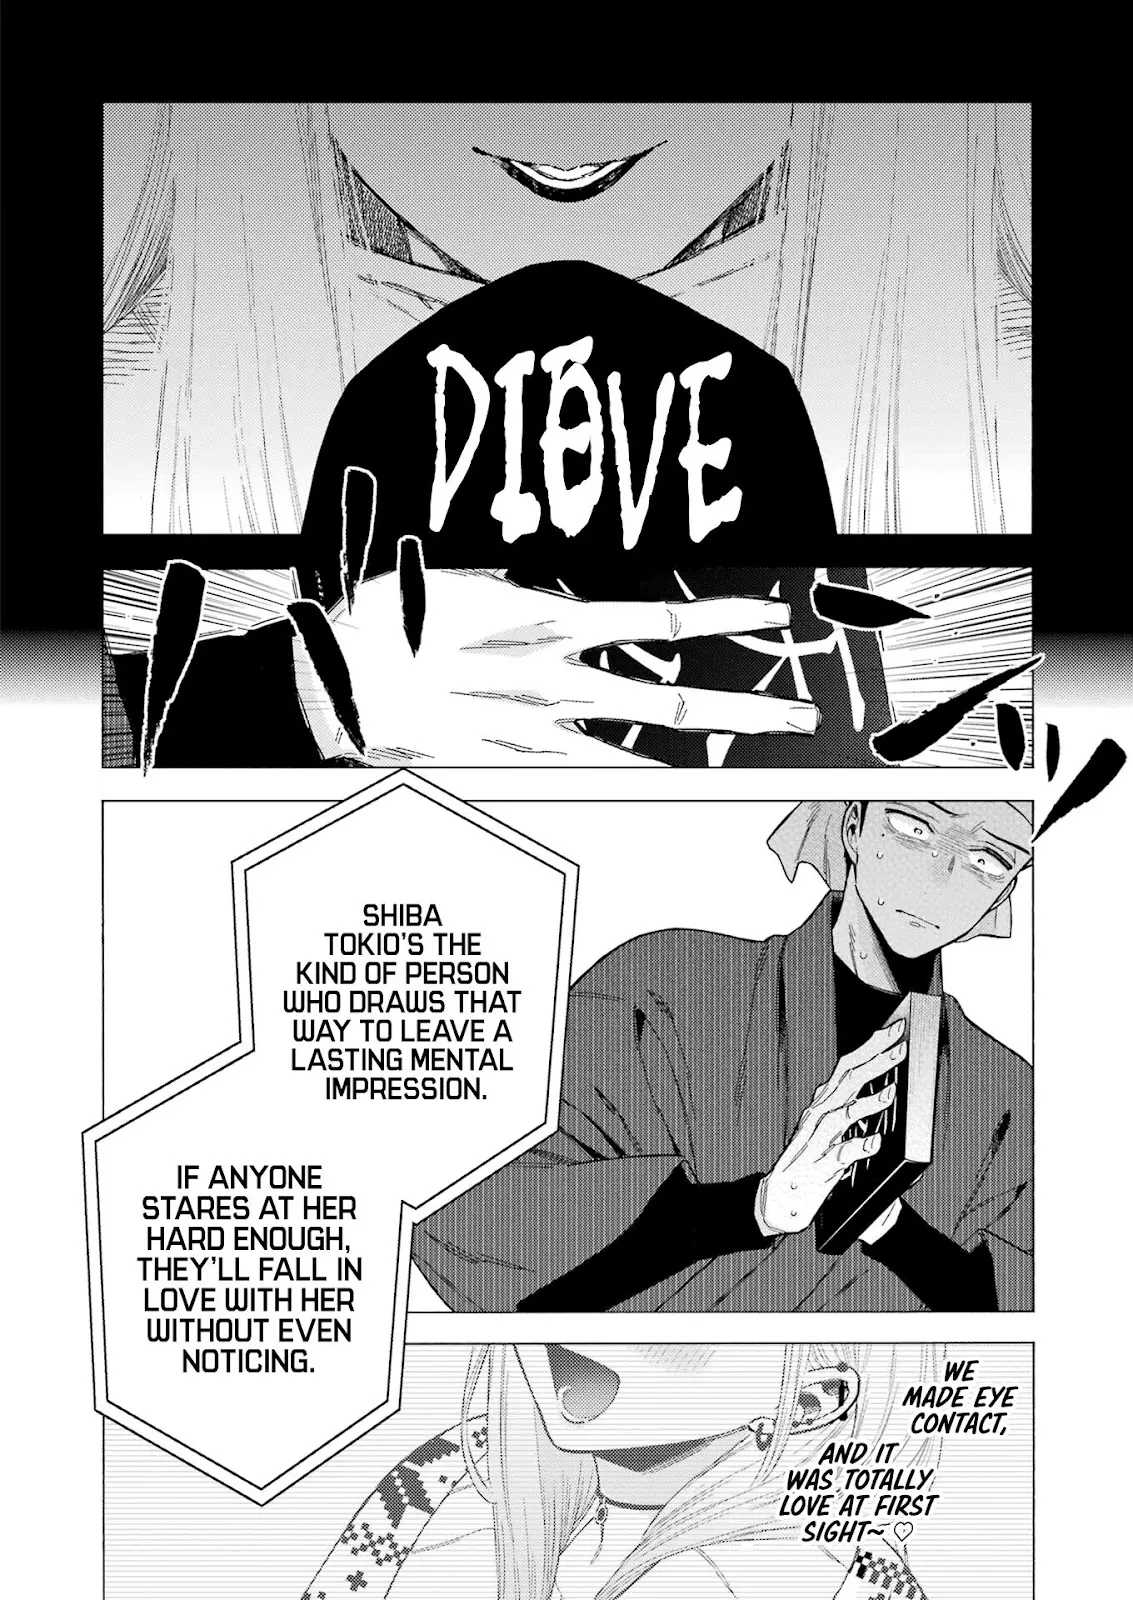 DIEOVE
SHIBA
TOKIO'S THE
KIND OF PERSON
WHO DRAWS THAT
WAY TO LEAVE A
LASTING MENTAL
IMPRESSION.
IF ANYONE
STARES AT HER
HARD ENOUGH,
THEY'LL FALL IN
LOVE WITH HER
WITHOUT EVEN
NOTICING.
WE
MADE EYE
CONTACT,
AND IT
WAS TOTALLY
LOVE AT FIRST
SIGHT~ ♡